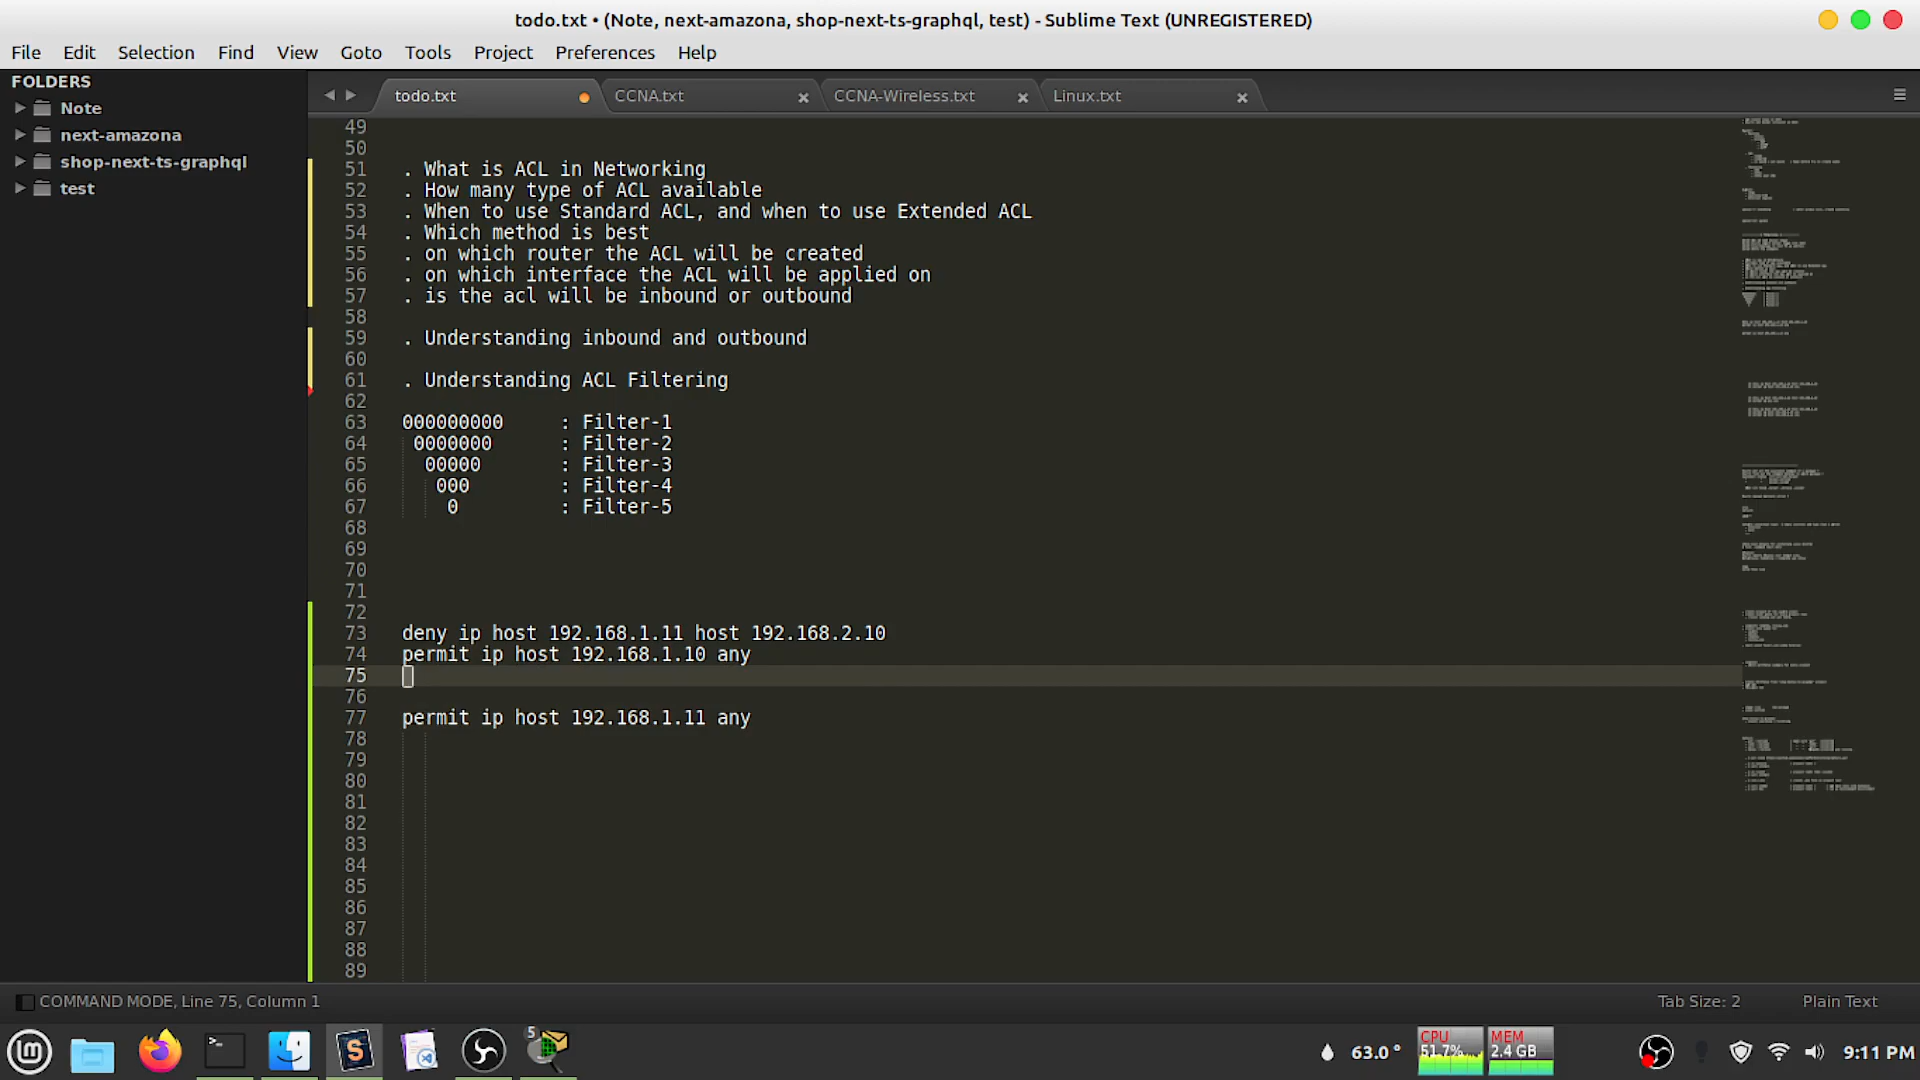 todo.txt • (Note, next-amazona, shop-next-ts-graphql, test) - Sublime Text (UNREGISTERED)
File Edit Selection Find View Goto Tools Project Preferences Help
FOLDERS
Note
next-amazona
shop-next-ts-graphql
test
todo.txt CCNA.txt CCNA-Wireless.txt Linux.txt
49
50
51 . What is ACL in Networking
52 . How many type of ACL available
53 . When to use Standard ACL, and when to use Extended ACL
54 . Which method is best
55 . on which router the ACL will be created
56 . on which interface the ACL will be applied on
57 . is the acl will be inbound or outbound
58
59 . Understanding inbound and outbound
60
61 . Understanding ACL Filtering
62
63 000000000 : Filter-1
64 0000000 : Filter-2
65 00000 : Filter-3
66 000 : Filter-4
67 0 : Filter-5
68
69
70
71
72
73 deny ip host 192.168.1.11 host 192.168.2.10
74 permit ip host 192.168.1.10 any
75
76
77 permit ip host 192.168.1.11 any
78
79
80
81
82
83
84
85
86
87
88
89
COMMAND MODE, Line 75, Column 1 Tab Size: 2 Plain Text
5
63.0 °
CPU
51.7%
MEM
2.4 GB
9:11 PM